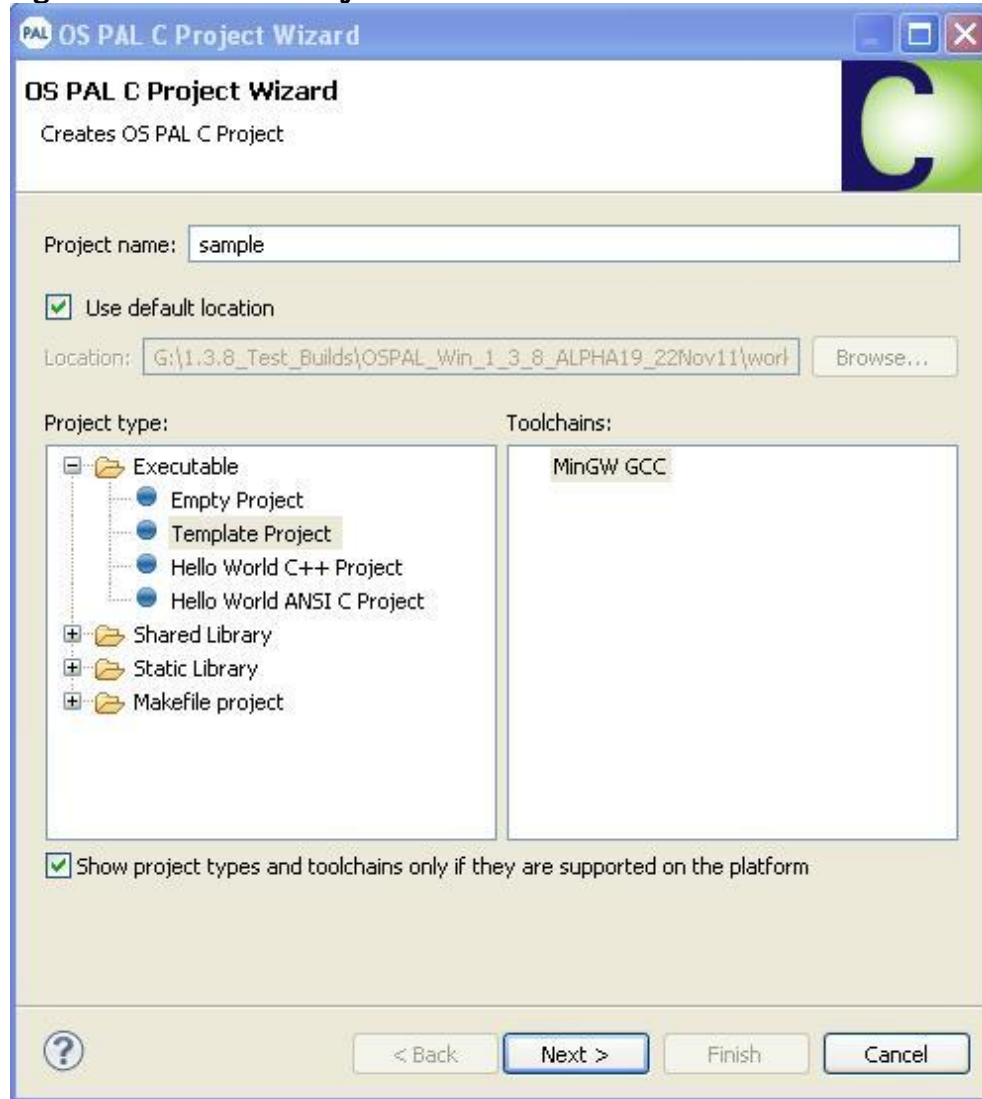 PAL OS PAL C Project Wizard
OS PAL C Project Wizard
Creates OS PAL C Project
Project name: sample
Use default location
Location: G:\1.3.8_Test_Builds\OSPAL_Win_1_3_8_ALPHA19_22Nov11\work Browse...
Project type: Toolchains:
Executable MinGW GCC
Empty Project
Template Project
Hello World C++ Project
Hello World ANSI C Project
Shared Library
Static Library
Makefile project
Show project types and toolchains only if they are supported on the platform
< Back Next > Finish Cancel